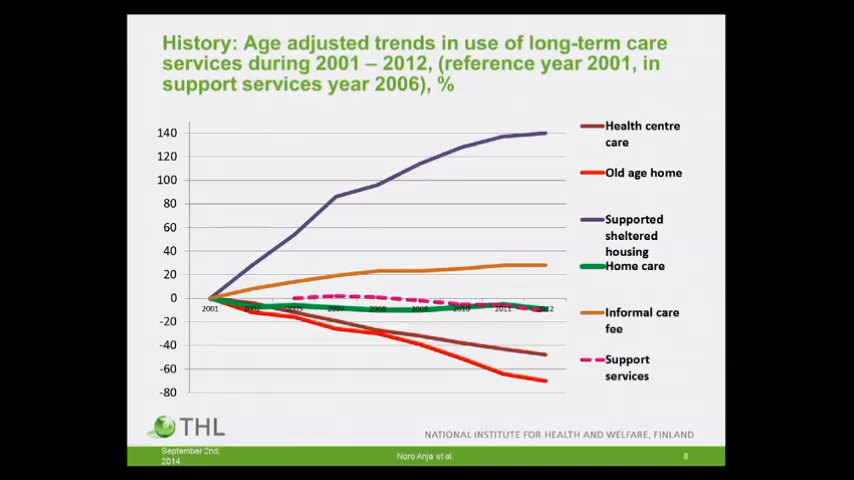 History: Age adjusted trends in use of long-term care
services during 2001 – 2012, (reference year 2001, in
support services year 2006), %
140
120
100
80
60
40
20
0
-20
-40
-60
-80
2001
2007
2008
2009
2010
2011
2012
Health centre
care
Old age home
Supported
sheltered
housing
Home care
Informal care
fee
Support
services
THL
NATIONAL INSTITUTE FOR HEALTH AND WELFARE, FINLAND
September 2nd,
2014
Noro Anja et al.
8